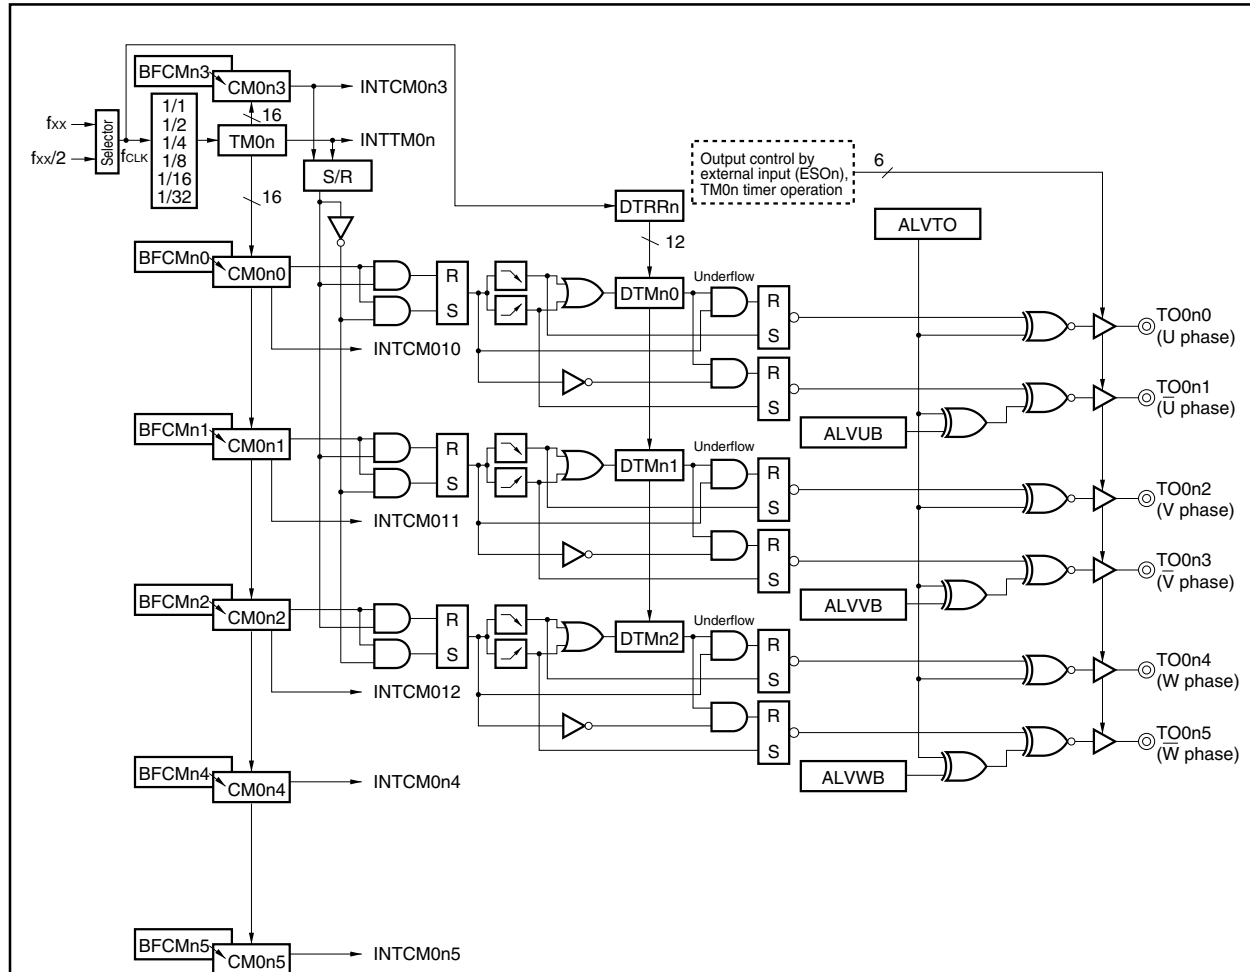 BFCMn3
CM0n3
INTCM0n3
16
fXX
fXX/2
Selector
fCLK
1/1
1/2
1/4
1/8
1/16
1/32
TM0n
INTTM0n
S/R
16
Output control by
external input (ESOn),
TM0n timer operation
6
DTRRn
12
ALVTO
BFCMn0
CM0n0
R
S
DTMn0
Underflow
R
S
TO0n0
(U phase)
INTCM010
R
S
TO0n1
(U̅ phase)
ALVUB
BFCMn1
CM0n1
R
S
DTMn1
Underflow
R
S
TO0n2
(V phase)
INTCM011
R
S
TO0n3
(V̅ phase)
ALVVB
BFCMn2
CM0n2
R
S
DTMn2
Underflow
R
S
TO0n4
(W phase)
INTCM012
R
S
TO0n5
(W̅ phase)
ALVWB
BFCMn4
CM0n4
INTCM0n4
BFCMn5
CM0n5
INTCM0n5